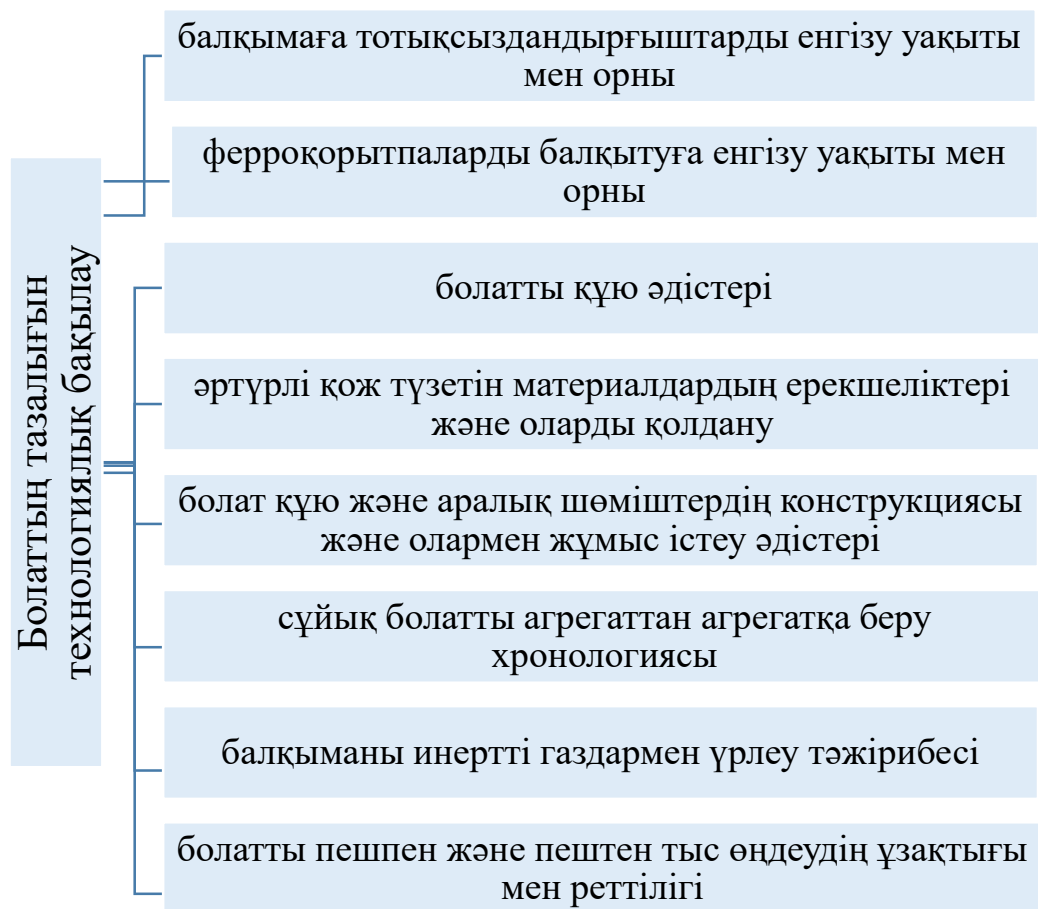 Болаттың тазалығын
технологиялық бақылау
балқымаға тотықсыздандырғыштарды енгізу уақыты
мен орны
ферроқорытпаларды балқытуға енгізу уақыты мен
орны
болатты құю әдістері
әртүрлі қож түзетін материалдардың ерекшеліктері
және оларды қолдану
болат құю және аралық шөміштердің конструкциясы
және олармен жұмыс істеу әдістері
сұйық болатты агрегаттан агрегатқа беру
хронологиясы
балқыманы инертті газдармен үрлеу тәжірибесі
болатты пешпен және пештен тыс өңдеудің ұзақтығы
мен реттілігі